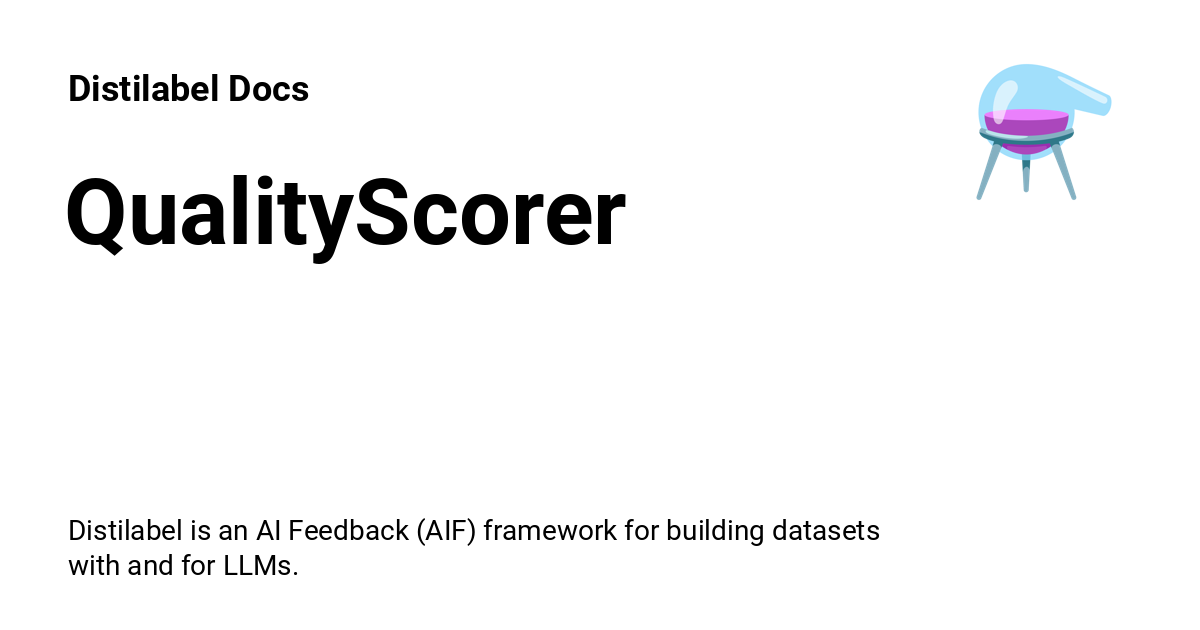 Distilabel Docs
QualityScorer
Distilabel is an AI Feedback (AIF) framework for building datasets
with and for LLMs.